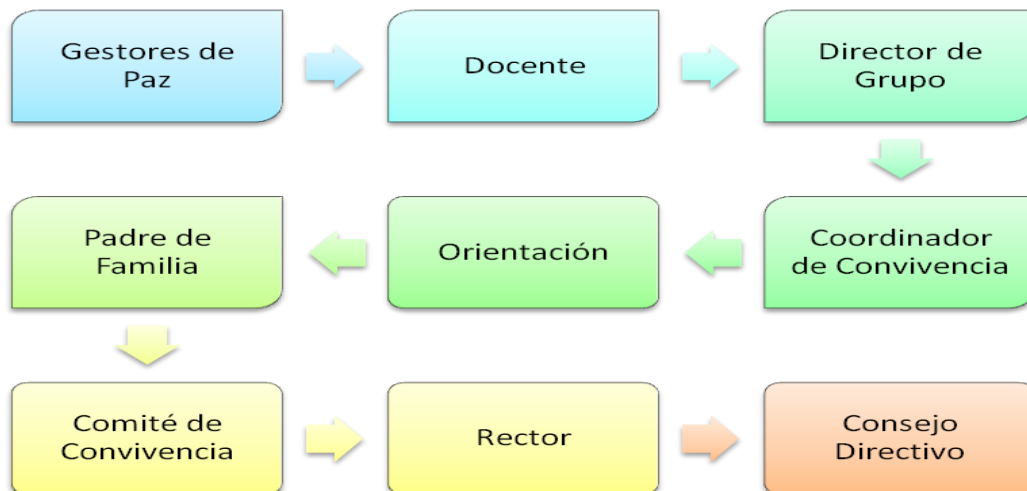 Gestores de
Paz
Docente
Director de
Grupo
Coordinador
de Convivencia
Orientación
Padre de
Familia
Comité de
Convivencia
Rector
Consejo
Directivo